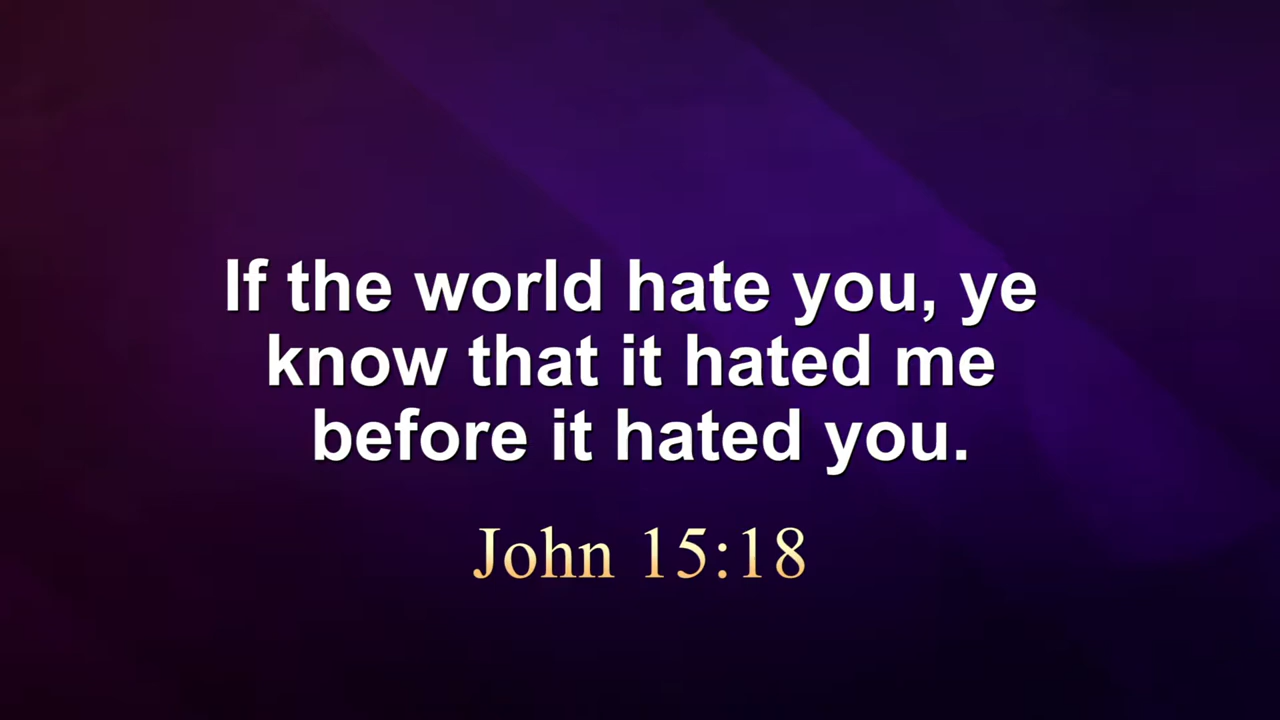 If the world hate you, ye
know that it hated me
before it hated you.
John 15:18